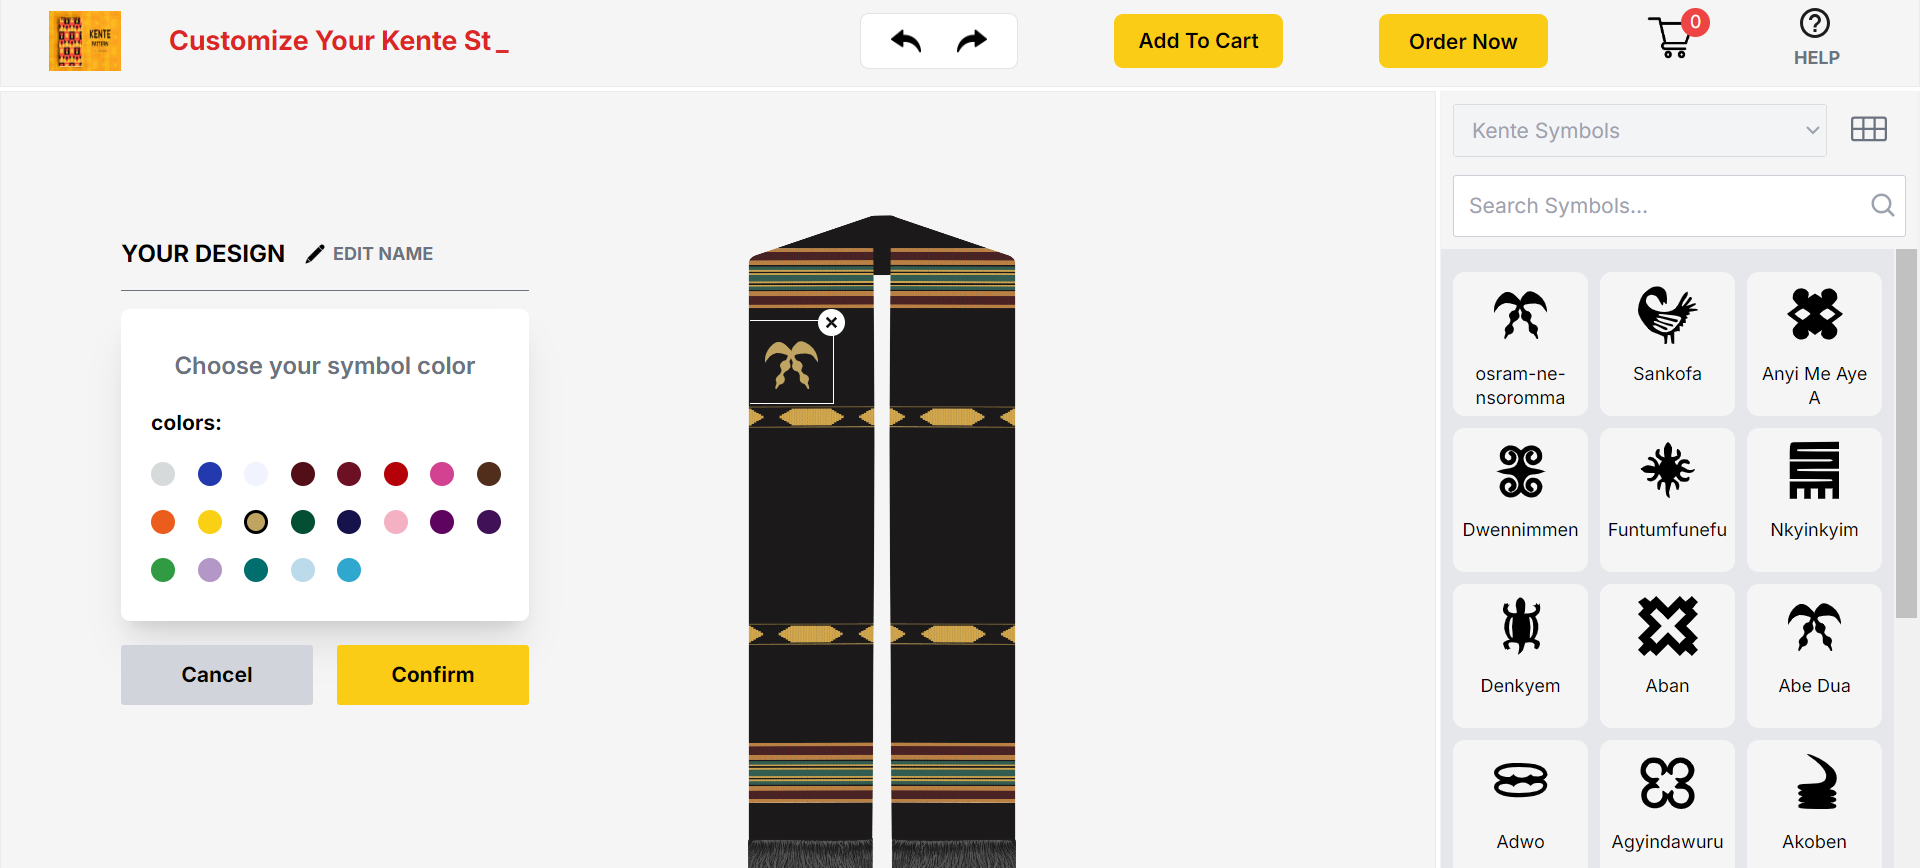 KENTE
PATTERN
Customize Your Kente St_
Add To Cart
Order Now
0
HELP
YOUR DESIGN
EDIT NAME
Choose your symbol color
colors:
Cancel
Confirm
Kente Symbols
Search Symbols...
osram-ne-
nsoromma
Sankofa
Anyi Me Aye
A
Dwennimmen
Funtumfunefu
Nkyinkyim
Denkyem
Aban
Abe Dua
Adwo
Agyindawuru
Akoben